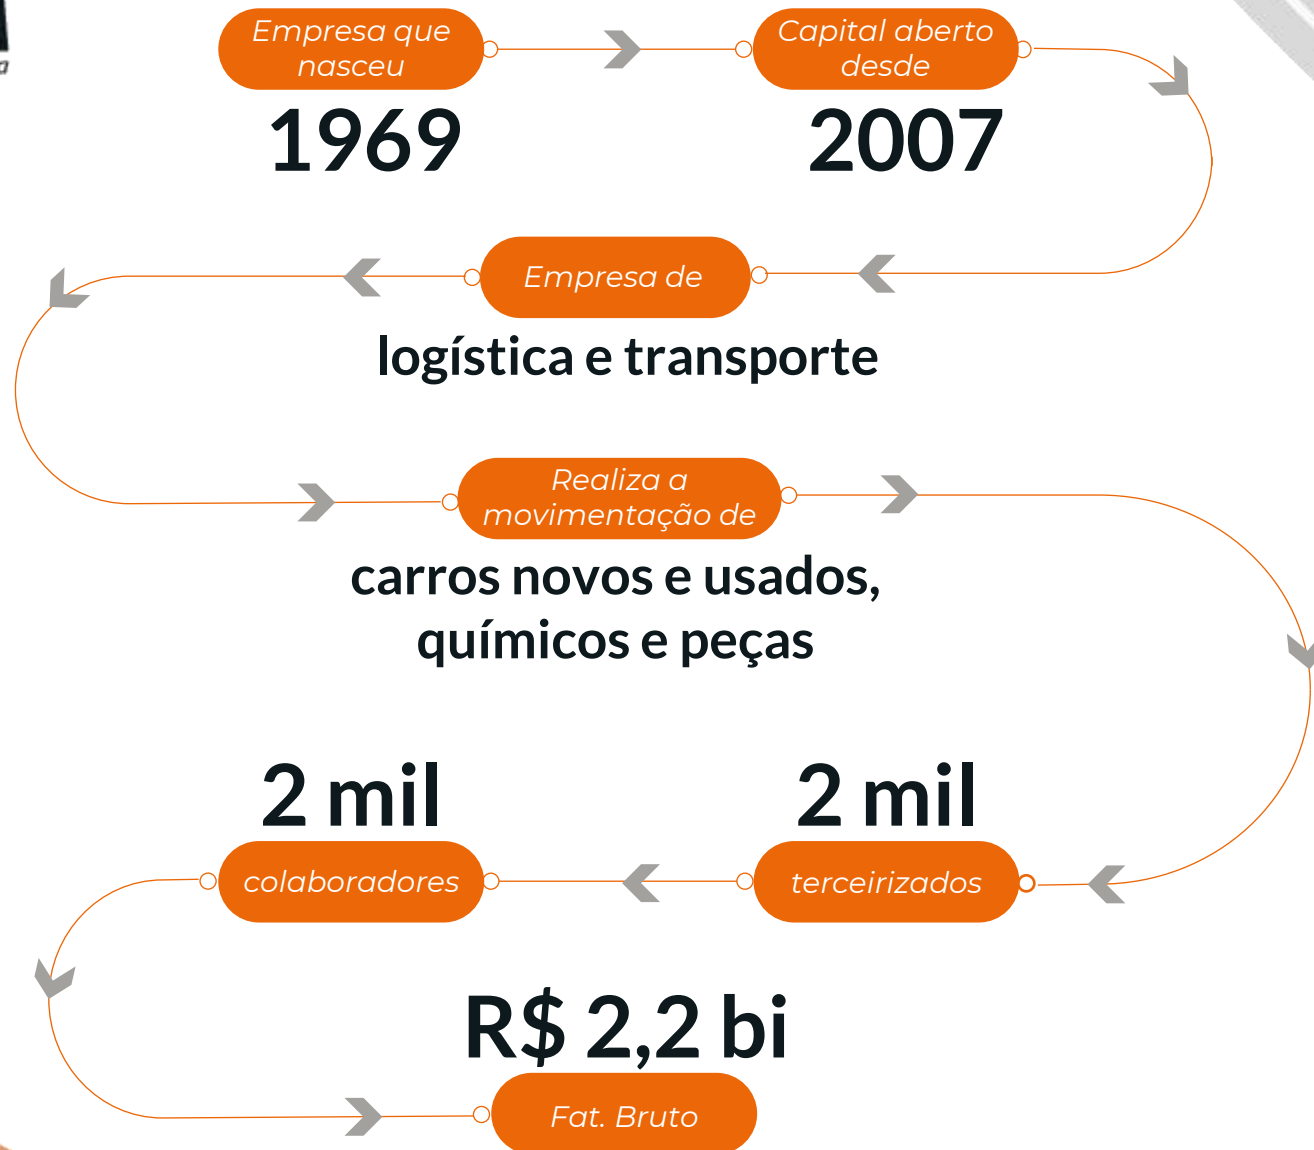 Empresa que
nasceu
1969
Capital aberto
desde
2007
Empresa de
logística e transporte
Realiza a
movimentação de
carros novos e usados,
químicos e peças
2 mil
colaboradores
2 mil
terceirizados
R$ 2,2 bi
Fat. Bruto